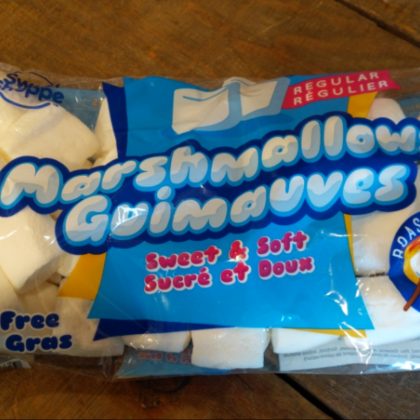 REGULAR
RÉGULIER
Marshmallows
Guimauves
Sweet & Soft
Sucré et Doux
Free
Gras